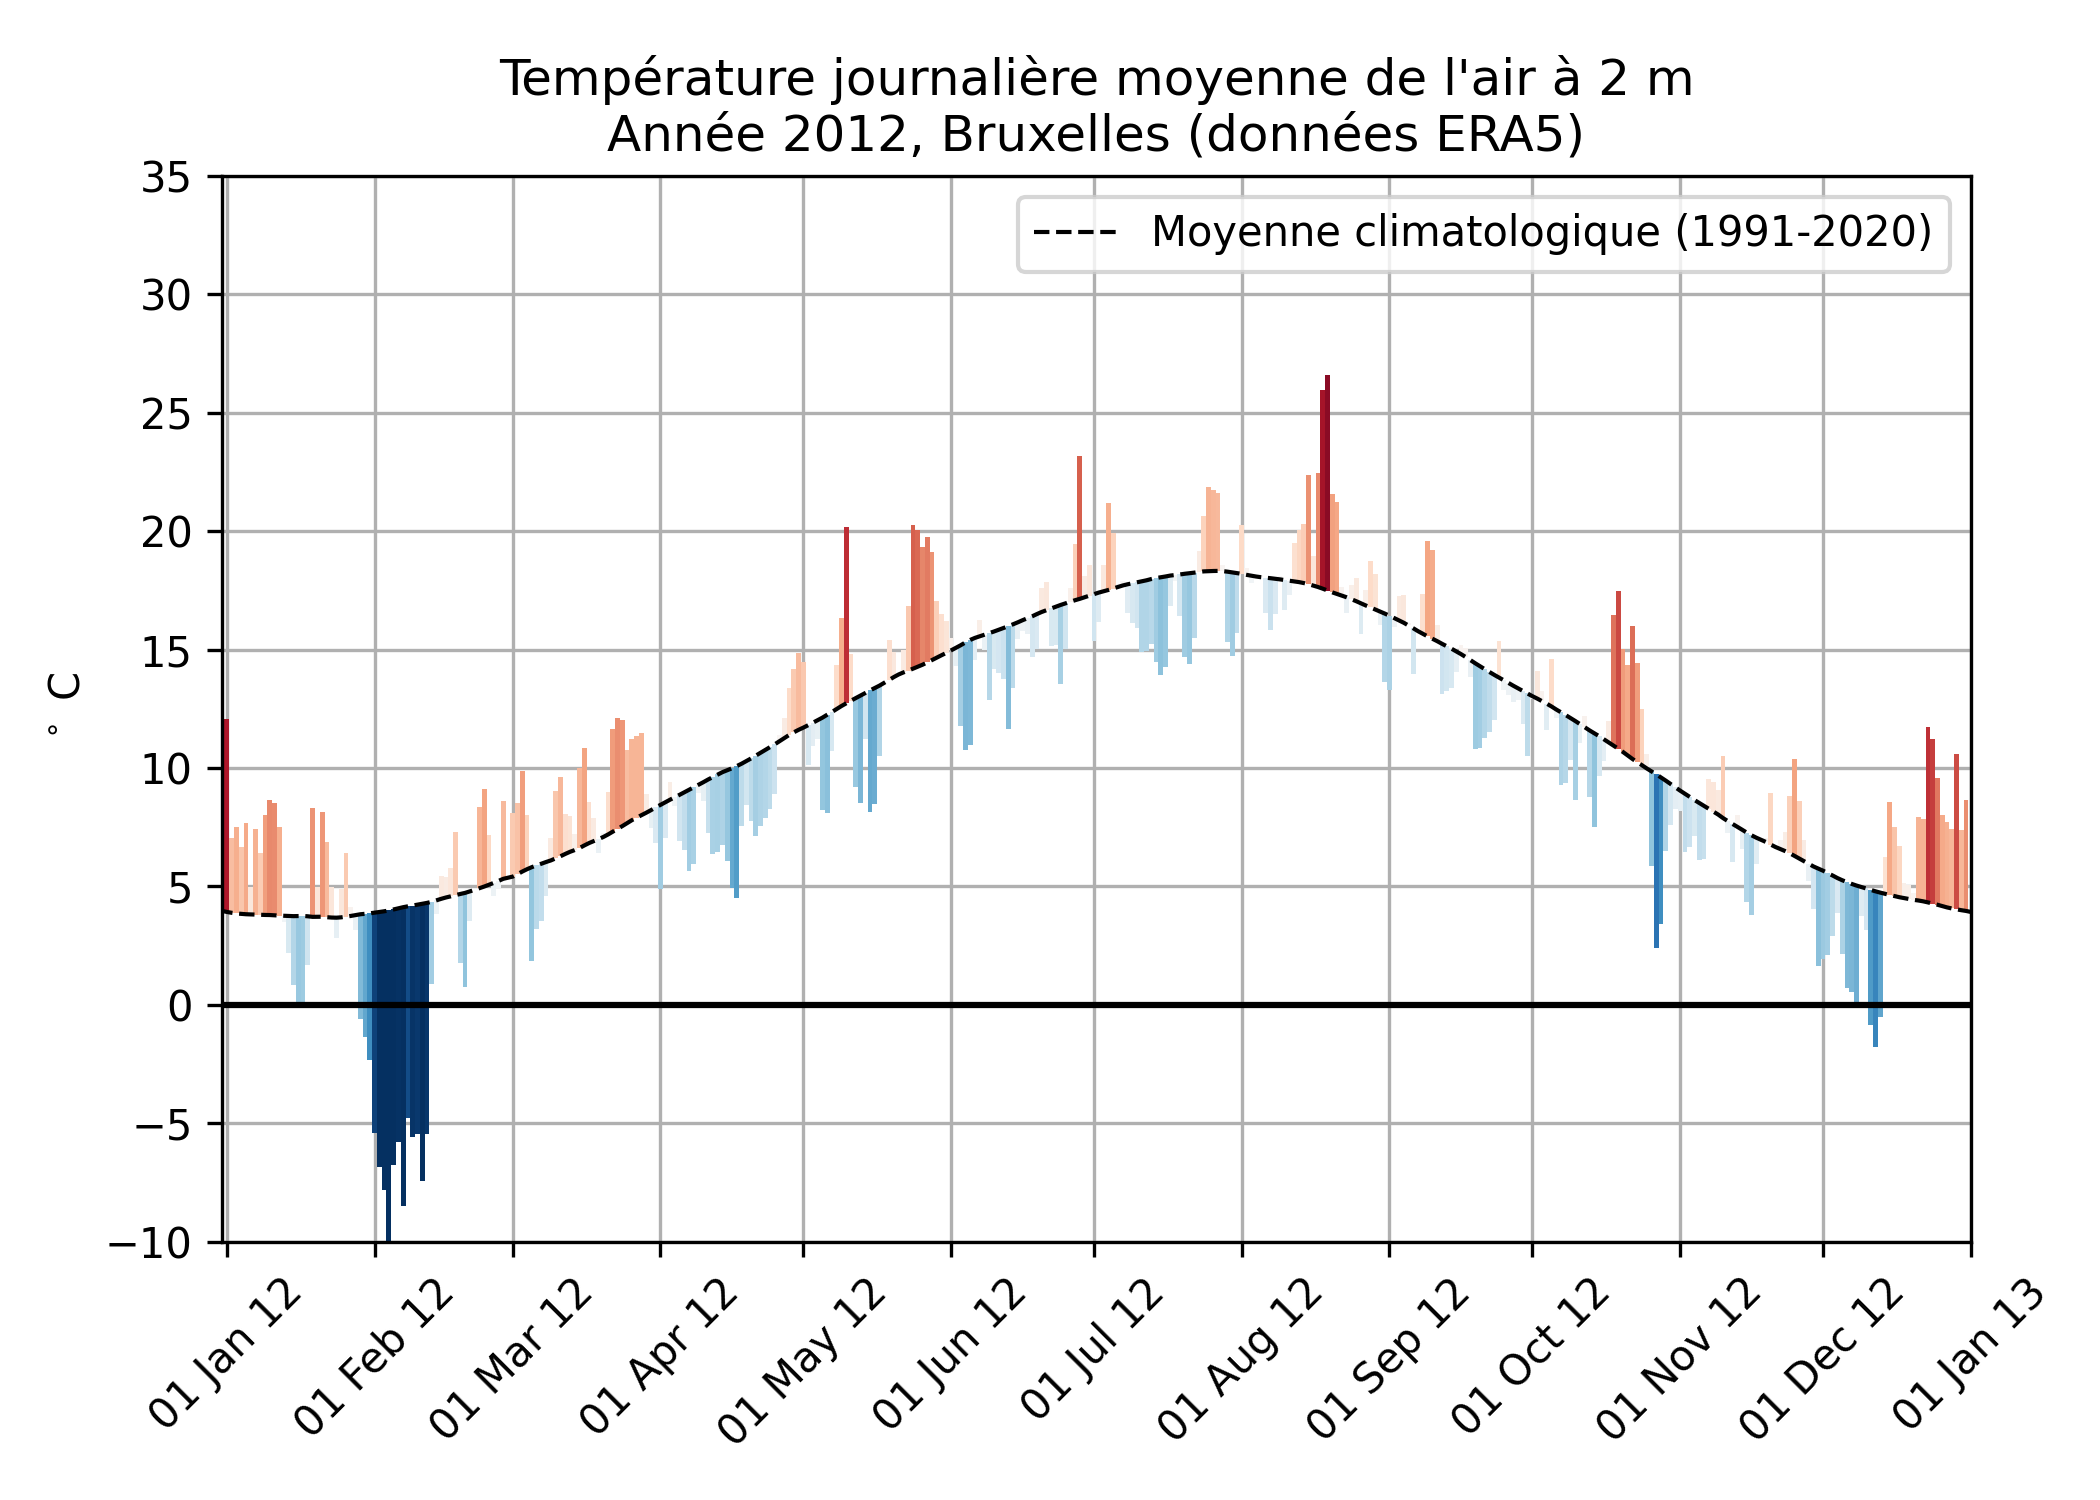 Température journalière moyenne de l'air à 2 m
Année 2012, Bruxelles (données ERA5)
Moyenne climatologique (1991-2020)
° C
35
30
25
20
15
10
5
0
−5
−10
01 Jan 12
01 Feb 12
01 Mar 12
01 Apr 12
01 May 12
01 Jun 12
01 Jul 12
01 Aug 12
01 Sep 12
01 Oct 12
01 Nov 12
01 Dec 12
01 Jan 13